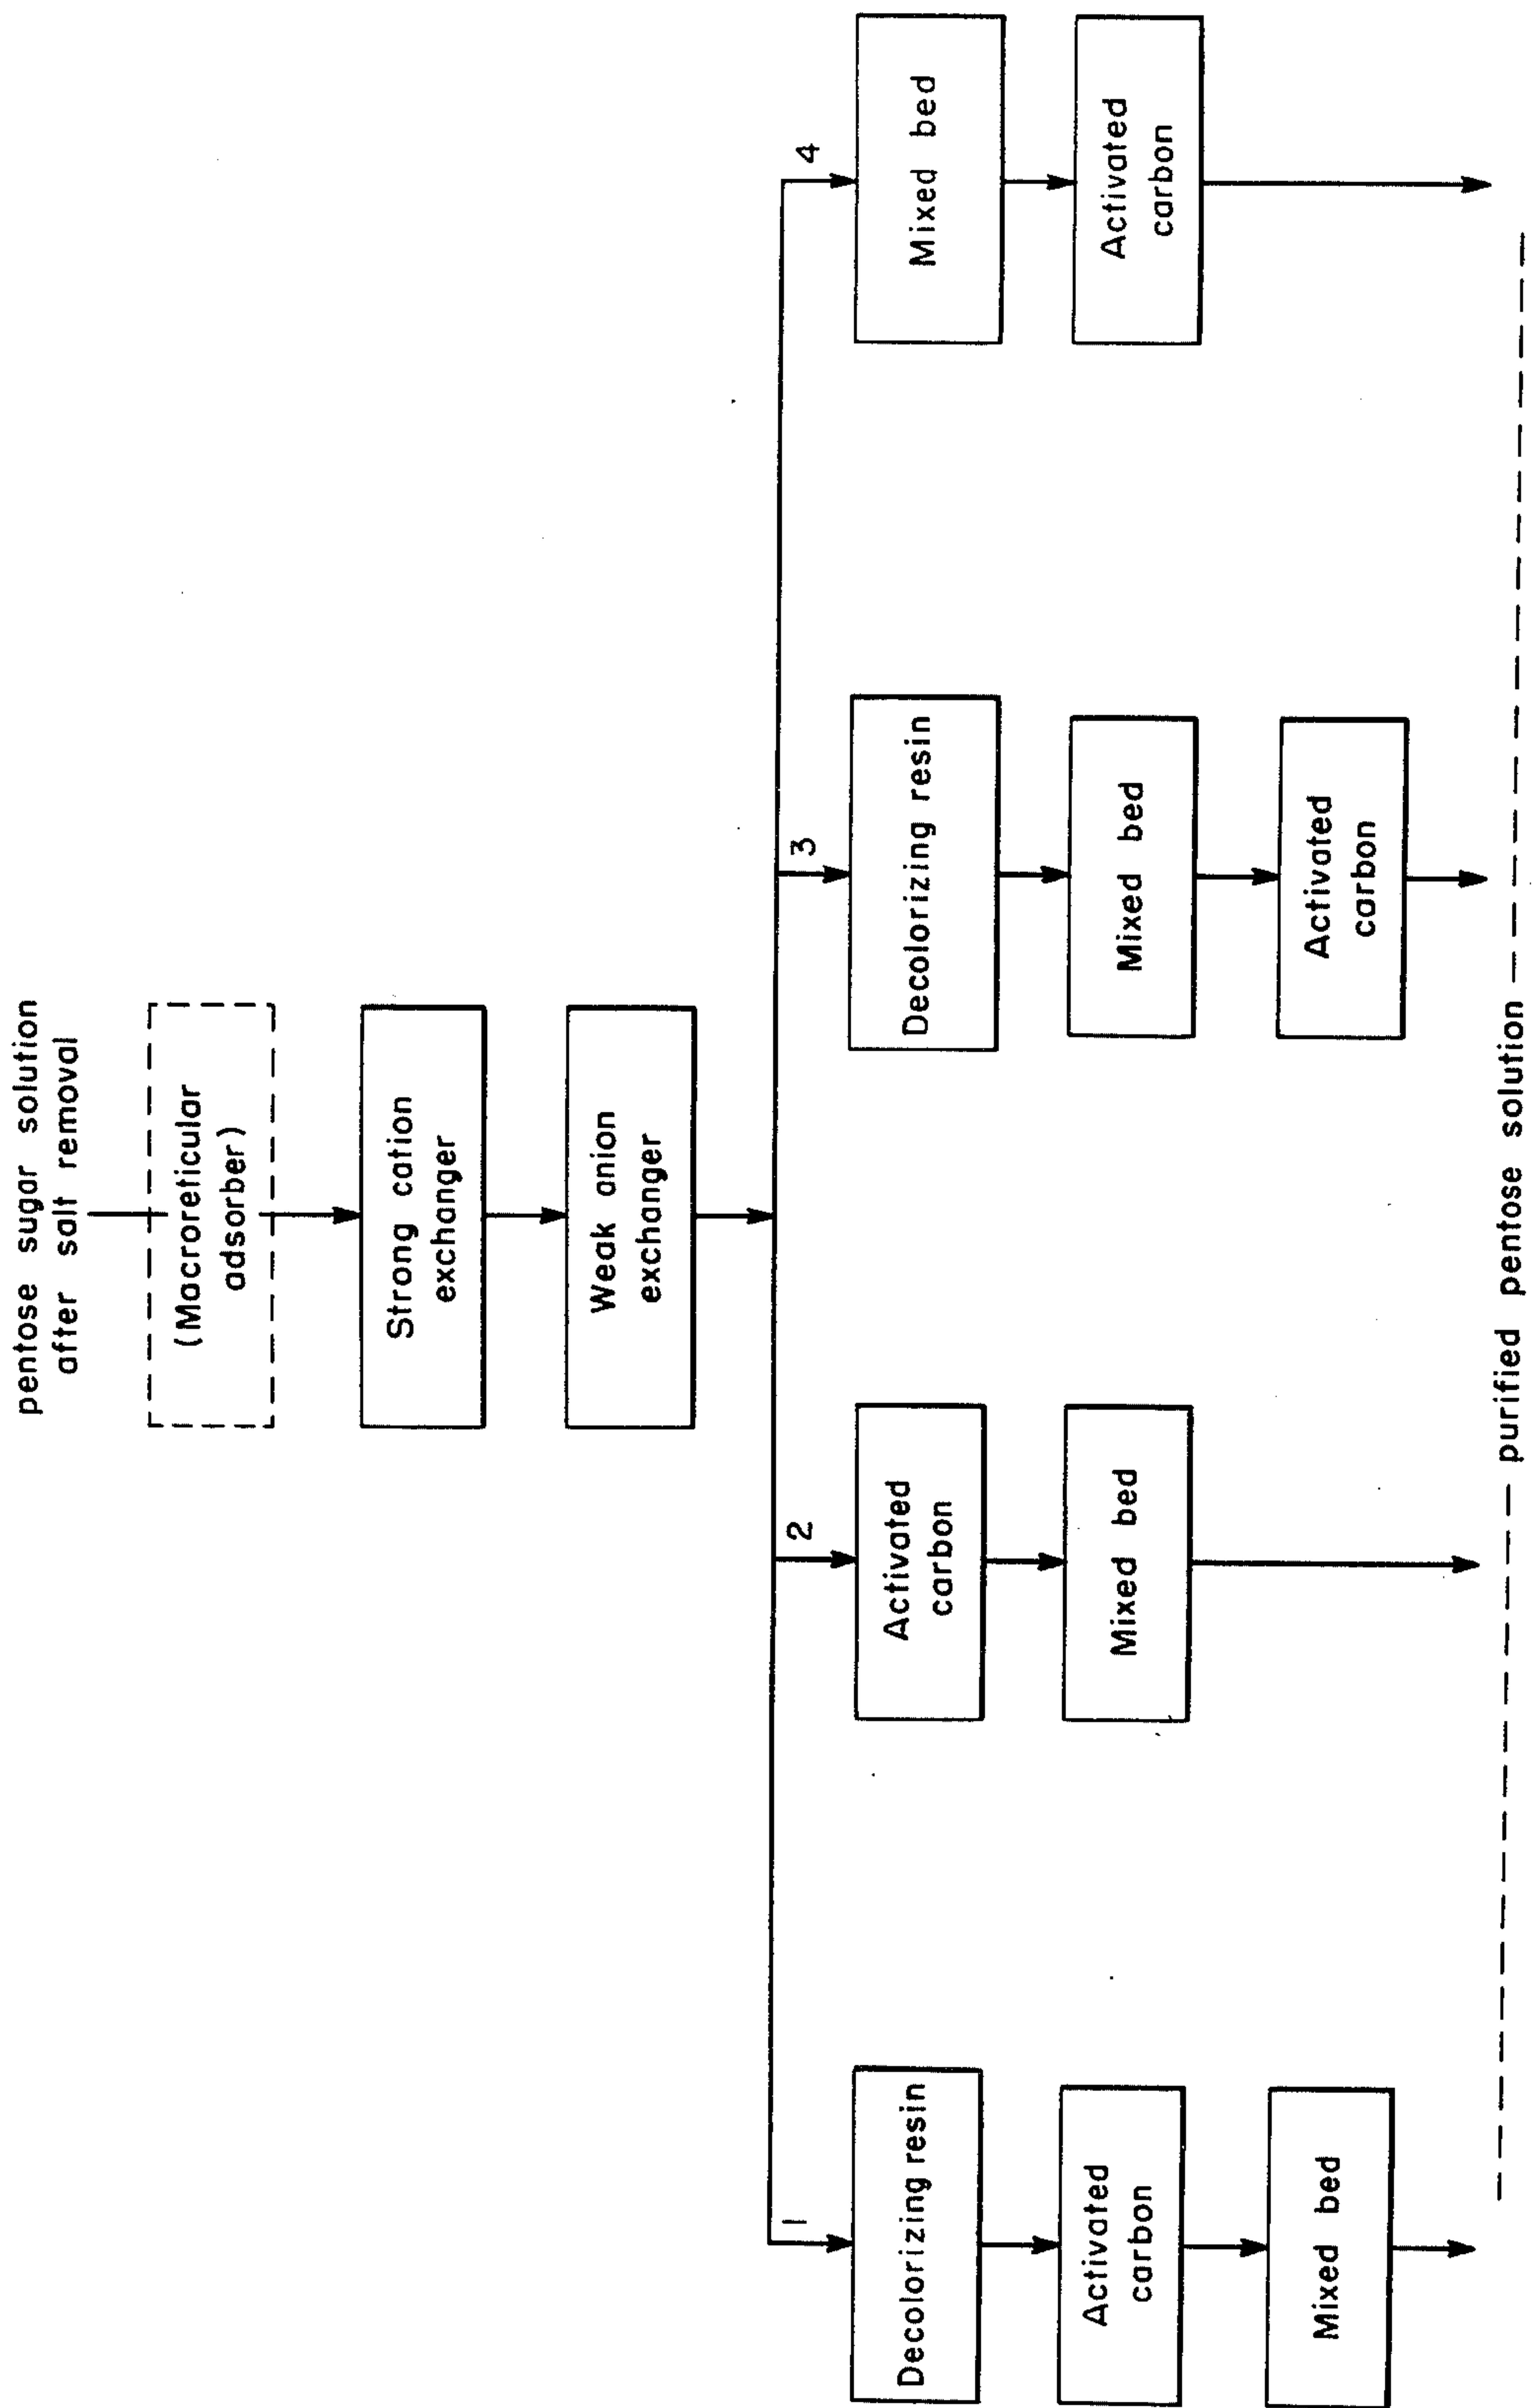 pentose sugar solution
after salt removal
(Macroreticular
adsorber)
Strong cation
exchanger
Weak anion
exchanger
1
Decolorizing resin
Activated
carbon
Mixed bed
2
Activated
carbon
Mixed bed
3
Decolorizing resin
Mixed bed
Activated
carbon
4
Mixed bed
Activated
carbon
purified pentose solution